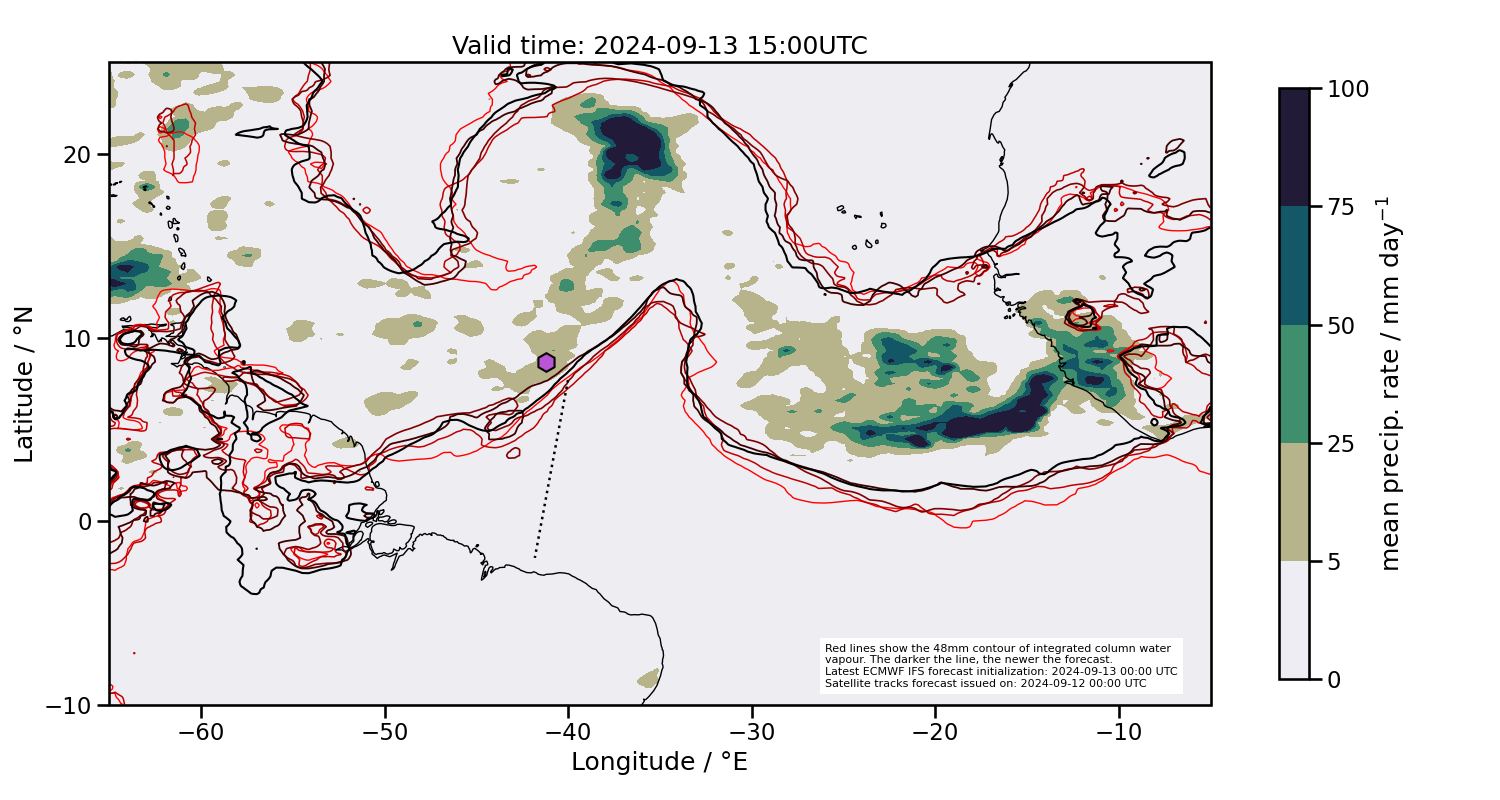 Valid time: 2024-09-13 15:00UTC
Latitude / °N
20
10
0
−10
−60
−50
−40
−30
−20
−10
Longitude / °E
Red lines show the 48mm contour of integrated column water
vapour. The darker the line, the newer the forecast.
Latest ECMWF IFS forecast initialization: 2024-09-13 00:00 UTC
Satellite tracks forecast issued on: 2024-09-12 00:00 UTC
100
75
50
25
5
0
mean precip. rate / mm day⁻¹